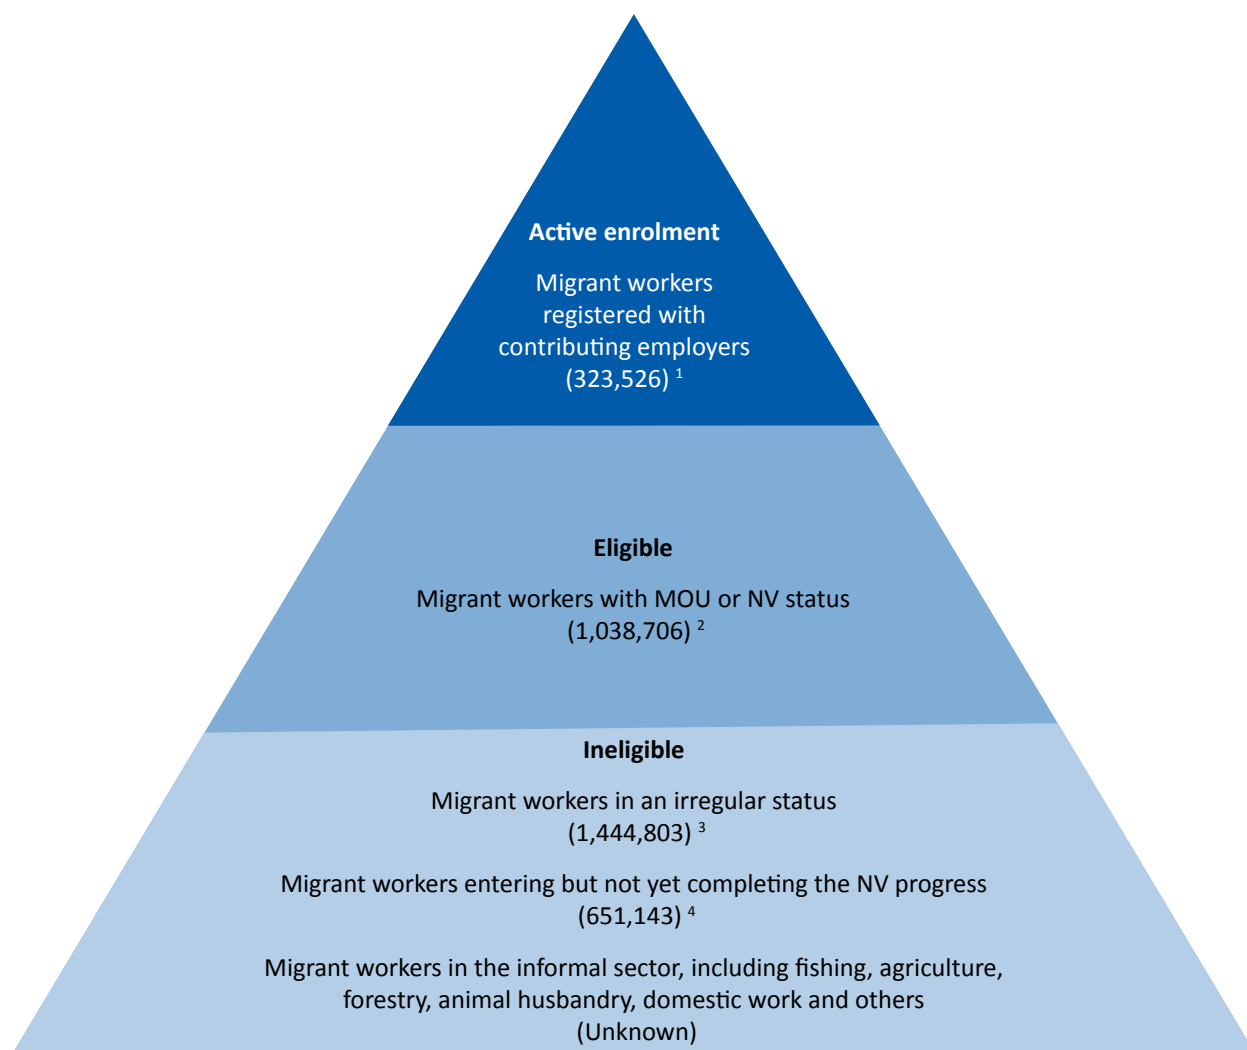 Active enrolment
Migrant workers
registered with
contributing employers
(323,526) 1
Eligible
Migrant workers with MOU or NV status
(1,038,706) 2
Ineligible
Migrant workers in an irregular status
(1,444,803) 3
Migrant workers entering but not yet completing the NV progress
(651,143) 4
Migrant workers in the informal sector, including fishing, agriculture,
forestry, animal husbandry, domestic work and others
(Unknown)